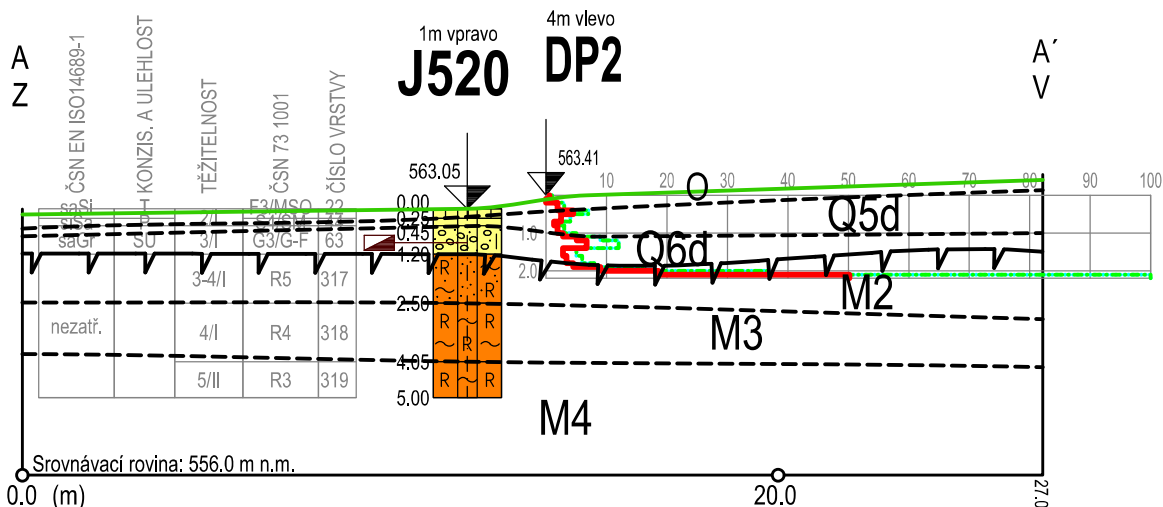 A
Z
ČSN EN ISO14689-1
KONZIS. A ULEHLOST
TĚŽITELNOST
ČSN 73 1001
ČÍSLO VRSTVY
1m vpravo
J520
4m vlevo
DP2
A´
V
563.05
563.41
10 20 30 40 50 60 70 80 90 100
O
saSi T F3/MSO 22
2/I
saGr SU 3/I G3/G-F 63
3-4/I R5 317
nezatř. 4/I R4 318
5/II R3 319
0.00
0.45
1.20
2.50
4.05
5.00
1.0
2.0
R R
R R
R
R R
Q5d
Q6d
M2
M3
M4
Srovnávací rovina: 556.0 m n.m.
0.0 (m)
20.0
27.0